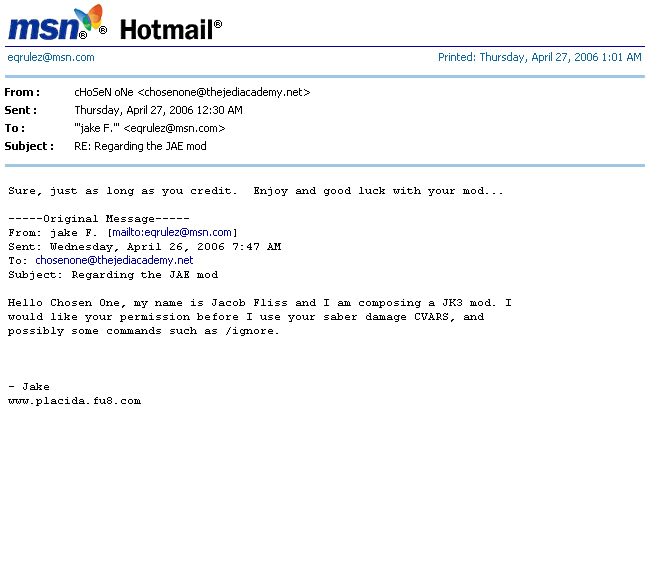 msn® ® Hotmail®
eqrulez@msn.com Printed: Thursday, April 27, 2006 1:01 AM
From : cHoSeN oNe <chosenone@thejediacademy.net>
Sent : Thursday, April 27, 2006 12:30 AM
To : "'jake F.'" <eqrulez@msn.com>
Subject : RE: Regarding the JAE mod
Sure, just as long as you credit. Enjoy and good luck with your mod...
-----Original Message-----
From: jake F. [mailto:eqrulez@msn.com]
Sent: Wednesday, April 26, 2006 7:47 AM
To: chosenone@thejediacademy.net
Subject: Regarding the JAE mod
Hello Chosen One, my name is Jacob Fliss and I am composing a JK3 mod. I
would like your permission before I use your saber damage CVARS, and
possibly some commands such as /ignore.
- Jake
www.placida.fu8.com